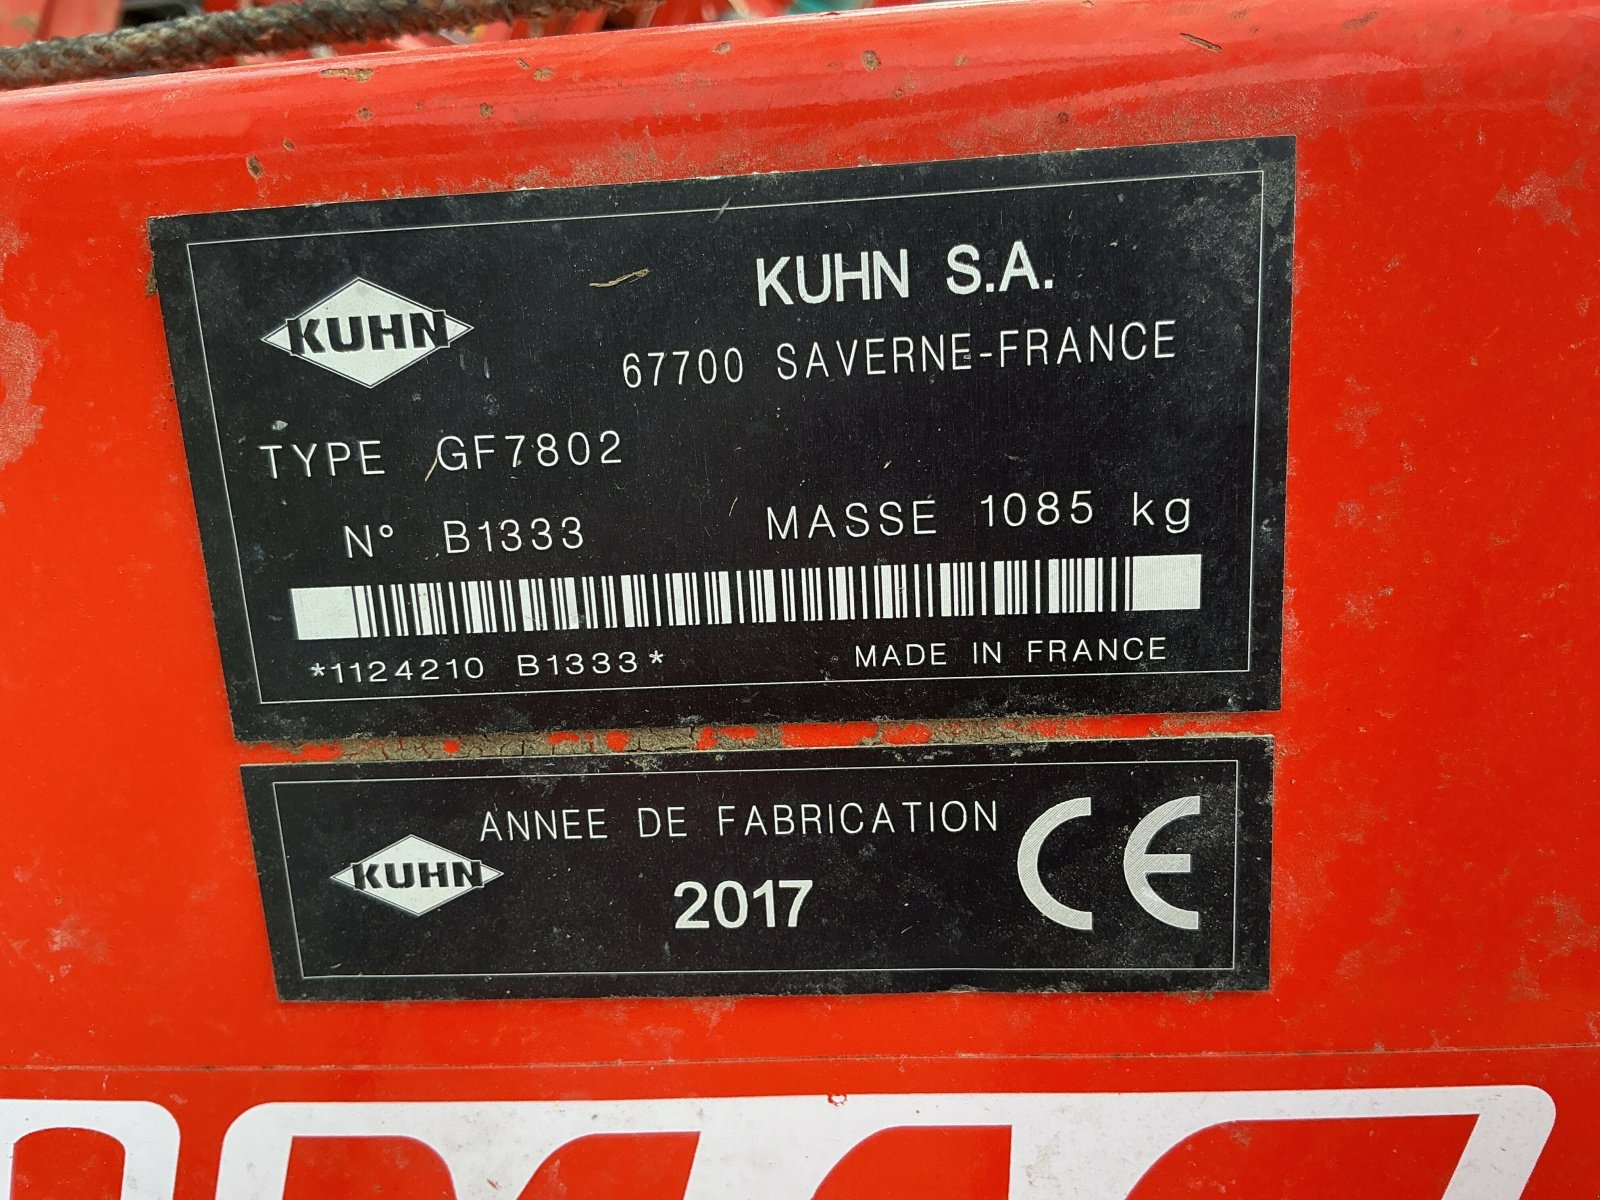 KUHN
KUHN S.A.
67700 SAVERNE-FRANCE
TYPE GF7802
N° B1333 MASSE 1085 kg
*1124210 B1333* MADE IN FRANCE
KUHN
ANNEE DE FABRICATION
2017
CE